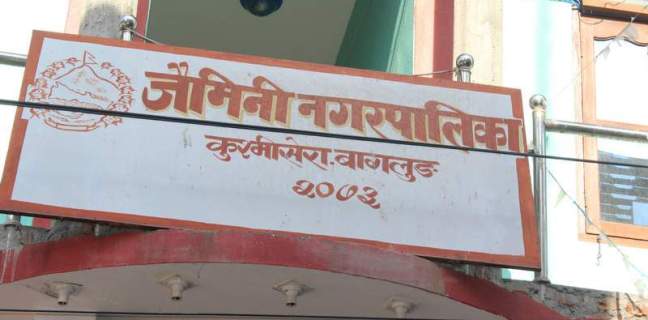 जैमिनी नगरपालिका
कुश्मीसेरा, बागलुङ
२०७३